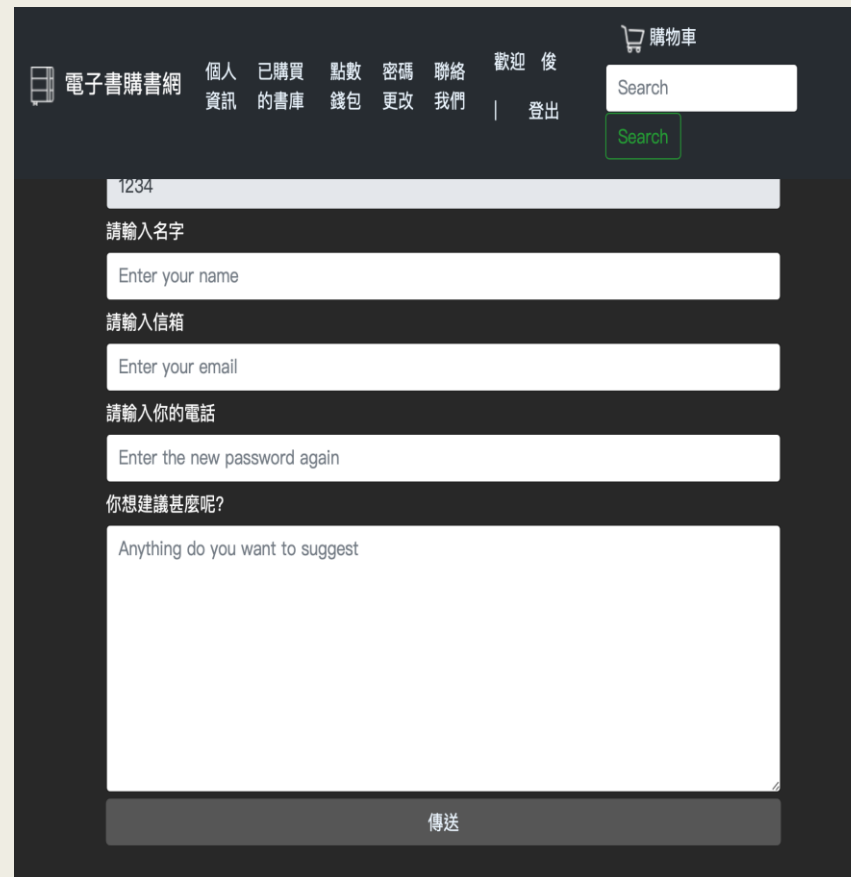 購物車
電子書購書網
個人
資訊
已購買
的書庫
點數
錢包
密碼
更改
聯絡
我們
歡迎 俊
| 登出
Search
Search
1234
請輸入名字
Enter your name
請輸入信箱
Enter your email
請輸入你的電話
Enter the new password again
你想建議甚麼呢?
Anything do you want to suggest
傳送